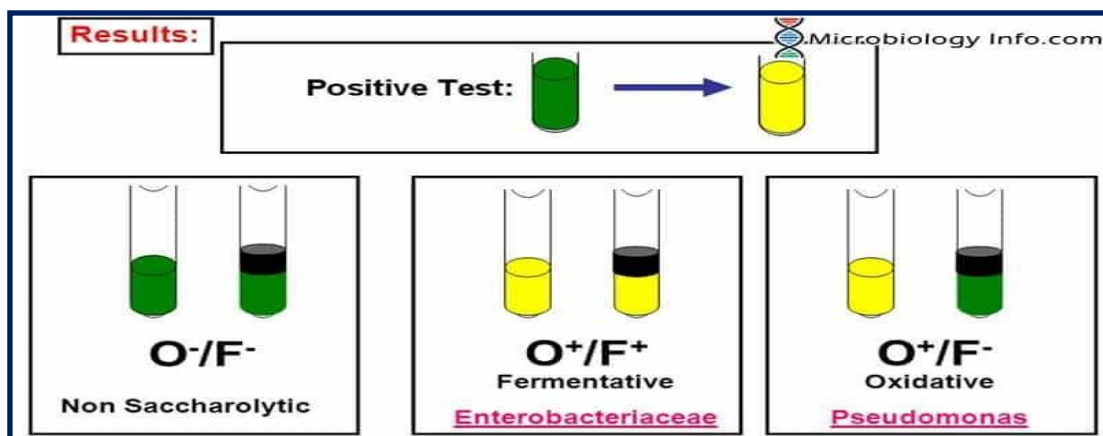 Results:
Microbiology Info.com
Positive Test:
O⁻/F⁻
Non Saccharolytic
O⁺/F⁺
Fermentative
Enterobacteriaceae
O⁺/F⁻
Oxidative
Pseudomonas